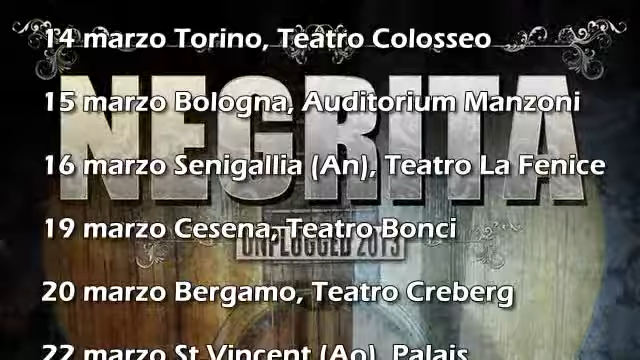 14 marzo Torino, Teatro Colosseo
NEGRITA
15 marzo Bologna, Auditorium Manzoni
16 marzo Senigallia (An), Teatro La Fenice
19 marzo Cesena, Teatro Bonci
UNPLUGGED 2013
20 marzo Bergamo, Teatro Creberg
22 marzo St Vincent (Ao), Palais